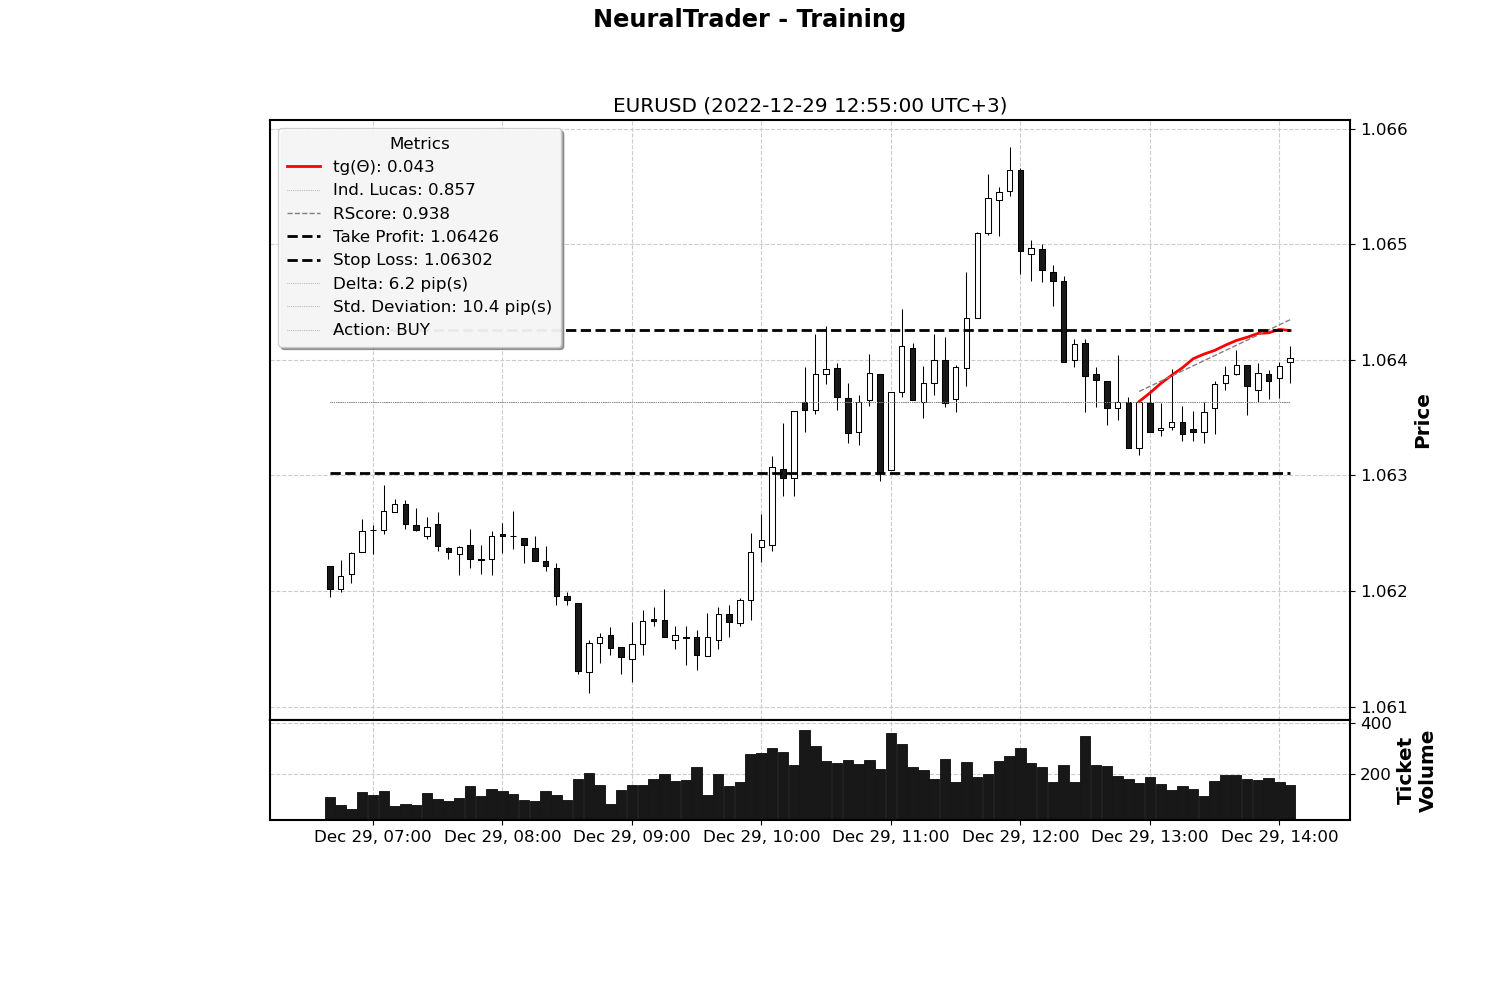 NeuralTrader - Training
EURUSD (2022-12-29 12:55:00 UTC+3)
Metrics
tg(Θ): 0.043
Ind. Lucas: 0.857
RScore: 0.938
Take Profit: 1.06426
Stop Loss: 1.06302
Delta: 6.2 pip(s)
Std. Deviation: 10.4 pip(s)
Action: BUY
1.066
1.065
1.064
1.063
1.062
1.061
Price
400
200
Ticket
Volume
Dec 29, 07:00 Dec 29, 08:00 Dec 29, 09:00 Dec 29, 10:00 Dec 29, 11:00 Dec 29, 12:00 Dec 29, 13:00 Dec 29, 14:00